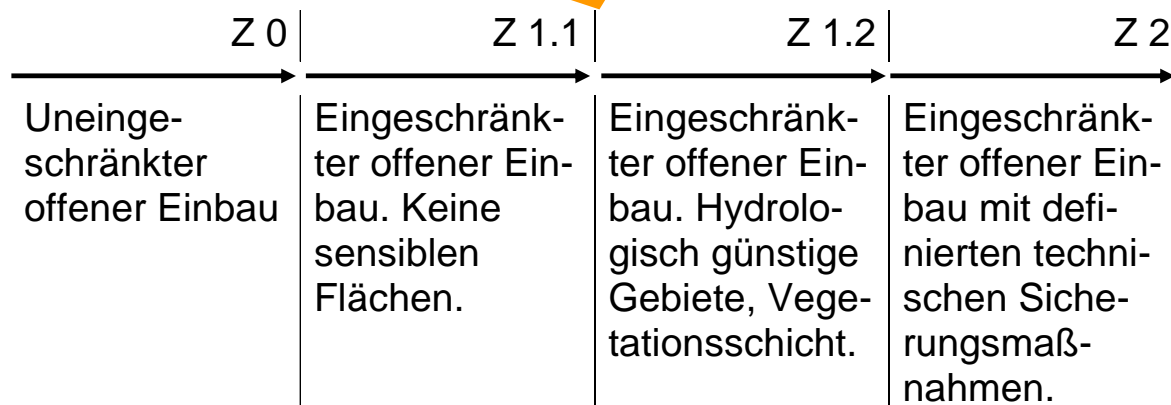 Z 0
Z 1.1
Z 1.2
Z 2
Uneinge-
schränkter
offener Einbau
Eingeschränk-
ter offener Ein-
bau. Keine
sensiblen
Flächen.
Eingeschränk-
ter offener Ein-
bau. Hydrolo-
gisch günstige
Gebiete, Vege-
tationsschicht.
Eingeschränk-
ter offener Ein-
bau mit defi-
nierten techni-
schen Siche-
rungsmaß-
nahmen.